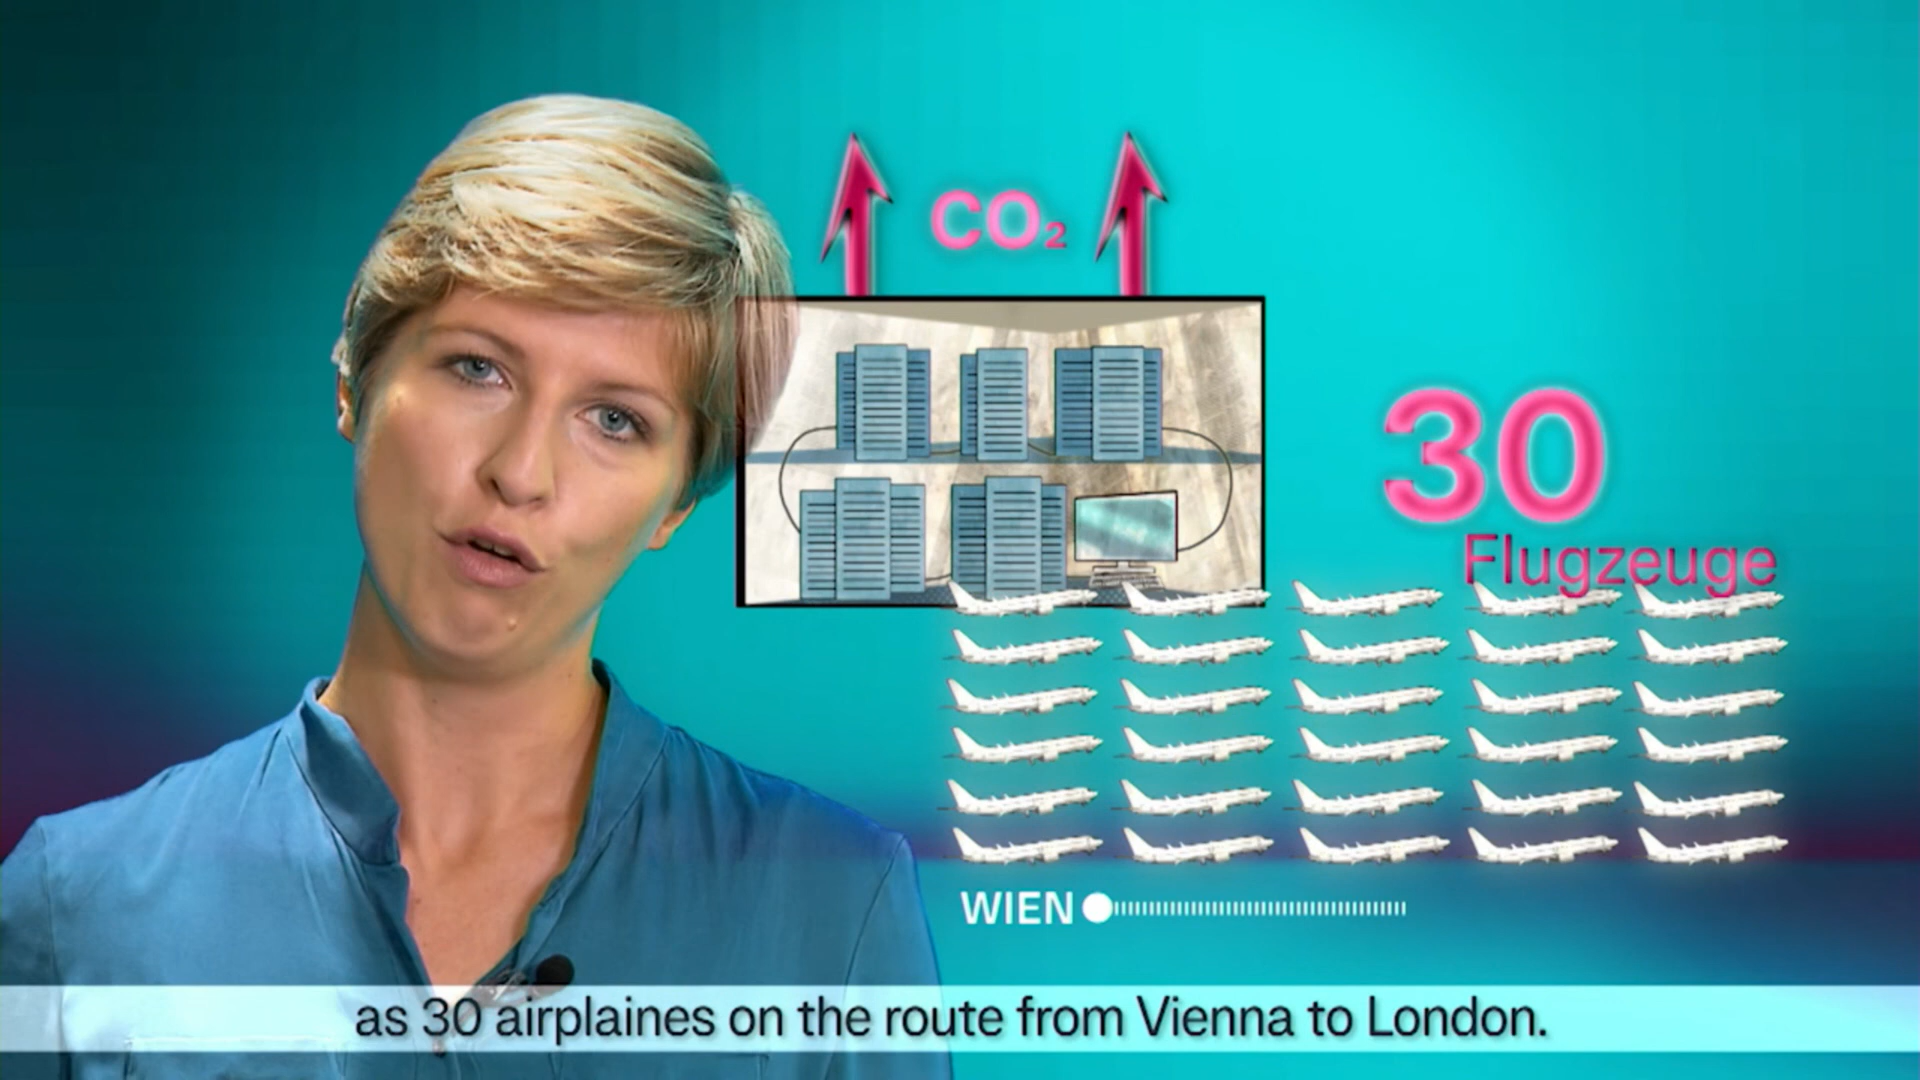 CO₂
30
Flugzeuge
WIEN
as 30 airplaines on the route from Vienna to London.